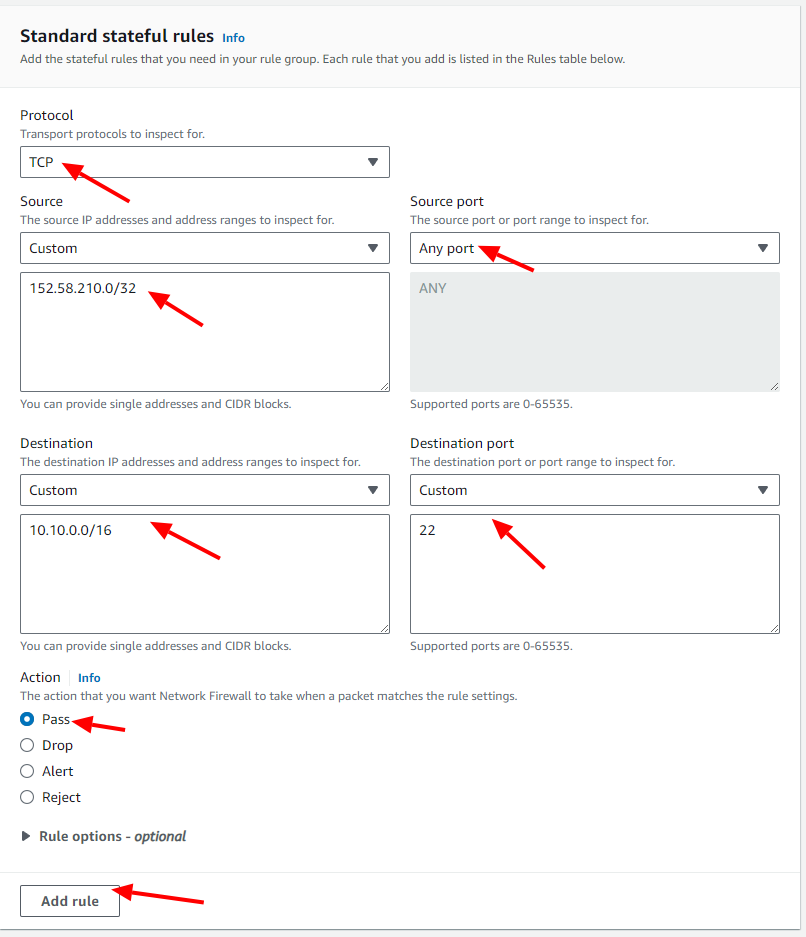 Standard stateful rules Info
Add the stateful rules that you need in your rule group. Each rule that you add is listed in the Rules table below.
Protocol
Transport protocols to inspect for.
TCP
Source
The source IP addresses and address ranges to inspect for.
Custom
152.58.210.0/32
You can provide single addresses and CIDR blocks.
Source port
The source port or port range to inspect for.
Any port
ANY
Supported ports are 0-65535.
Destination
The destination IP addresses and address ranges to inspect for.
Custom
10.10.0.0/16
You can provide single addresses and CIDR blocks.
Destination port
The destination port or port range to inspect for.
Custom
22
Supported ports are 0-65535.
Action Info
The action that you want Network Firewall to take when a packet matches the rule settings.
Pass
Drop
Alert
Reject
Rule options - optional
Add rule